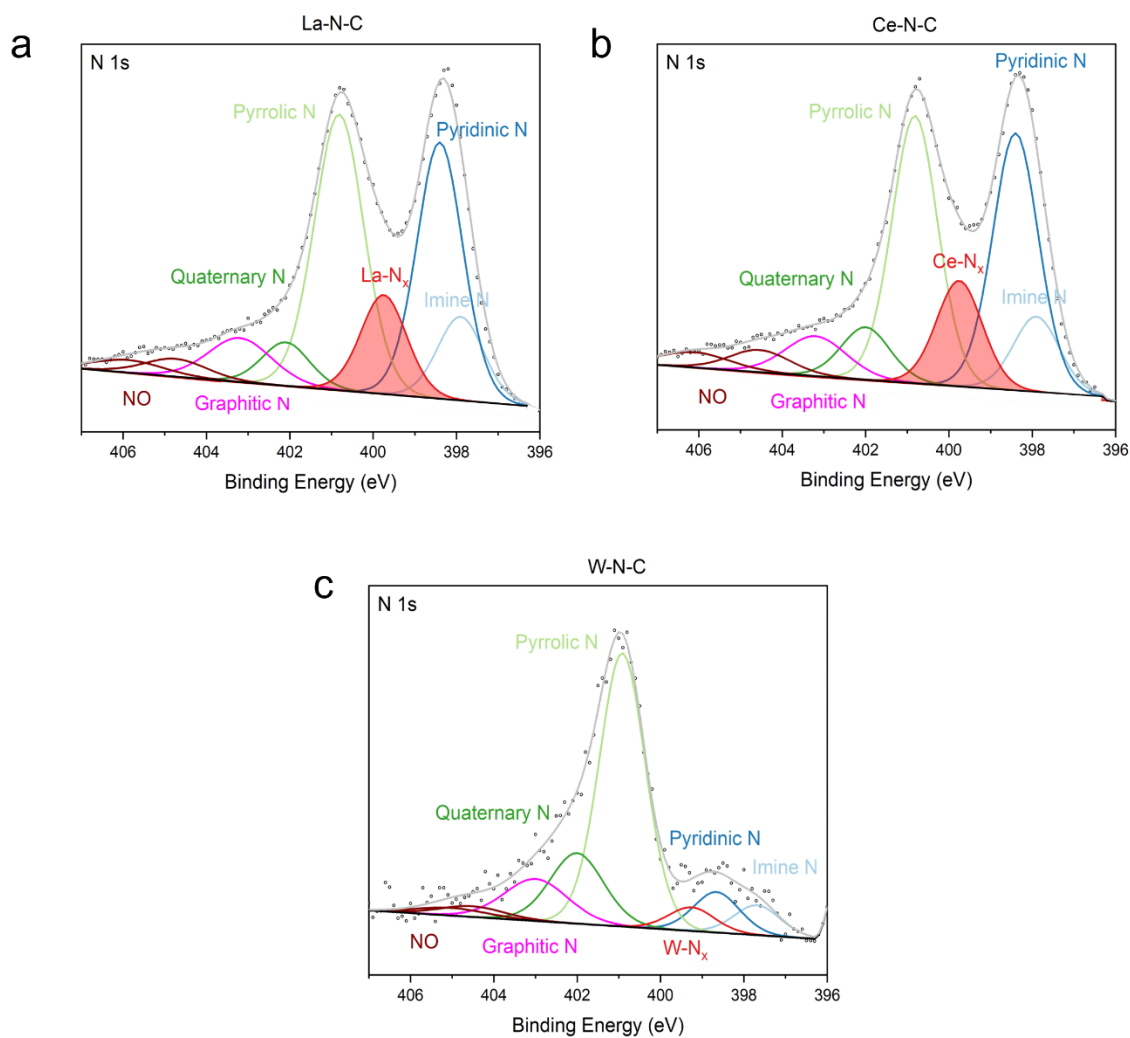 La-N-C
a
N 1s
Pyrrolic N
Pyridinic N
Quaternary N
La-Nx
Imine N
NO
Graphitic N
406 404 402 400 398 396
Binding Energy (eV)
Ce-N-C
b
N 1s
Pyridinic N
Pyrrolic N
Quaternary N
Ce-Nx
Imine N
NO
Graphitic N
406 404 402 400 398 396
Binding Energy (eV)
W-N-C
c
N 1s
Pyrrolic N
Quaternary N
Pyridinic N
Imine N
NO
Graphitic N
W-Nx
406 404 402 400 398 396
Binding Energy (eV)